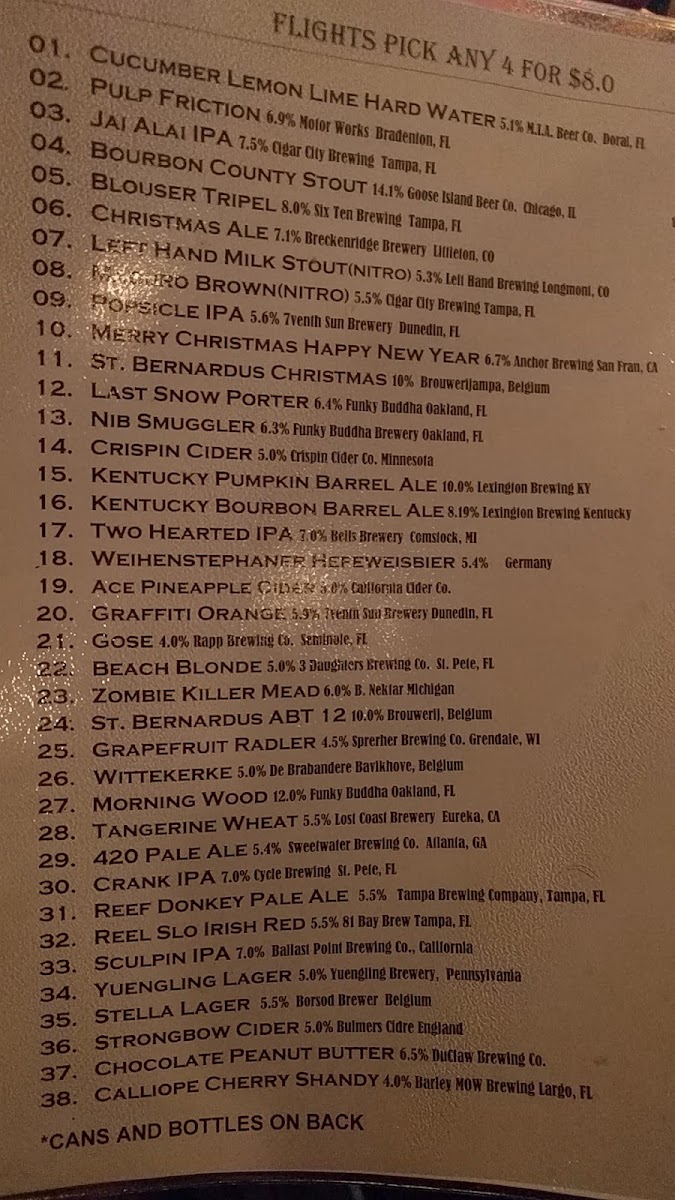 FLIGHTS PICK ANY 4 FOR $8.0
01. CUCUMBER LEMON LIME HARD WATER 5.1% M.I.A. Beer Co. Doral, FL
02. PULP FRICTION 6.9% Motor Works Bradenton, FL
03. JAI ALAI IPA 7.5% Cigar City Brewing Tampa, FL
04. BOURBON COUNTY STOUT 14.1% Goose Island Beer Co. Chicago, IL
05. BLOUSER TRIPEL 8.0% Six Ten Brewing Tampa, FL
06. CHRISTMAS ALE 7.1% Breckenridge Brewery Littleton, CO
07. LEFT HAND MILK STOUT(NITRO) 5.3% Left Hand Brewing Longmont, CO
08. MADURO BROWN(NITRO) 5.5% Cigar City Brewing Tampa, FL
09. POPSICLE IPA 5.6% 7venth Sun Brewery Dunedin, FL
10. MERRY CHRISTMAS HAPPY NEW YEAR 6.7% Anchor Brewing San Fran, CA
11. ST. BERNARDUS CHRISTMAS 10% Brouwerijampa, Belgium
12. LAST SNOW PORTER 6.4% Funky Buddha Oakland, FL
13. NIB SMUGGLER 6.3% Funky Buddha Brewery Oakland, FL
14. CRISPIN CIDER 5.0% Crispin Cider Co. Minnesota
15. KENTUCKY PUMPKIN BARREL ALE 10.0% Lexington Brewing KY
16. KENTUCKY BOURBON BARREL ALE 8.19% Lexington Brewing Kentucky
17. TWO HEARTED IPA 7.0% Bells Brewery Comstock, MI
18. WEIHENSTEPHANER HEFEWEISBIER 5.4% Germany
19. ACE PINEAPPLE CIDER 5.0% California Cider Co.
20. GRAFFITI ORANGE 5.9% 7venth Sun Brewery Dunedin, FL
21. GOSE 4.0% Rapp Brewing Co. Seminole, FL
22. BEACH BLONDE 5.0% 3 Daughters Brewing Co. St. Pete, FL
23. ZOMBIE KILLER MEAD 6.0% B. Nektar Michigan
24. ST. BERNARDUS ABT 12 10.0% Brouwerij, Belgium
25. GRAPEFRUIT RADLER 4.5% Sprerher Brewing Co. Grendale, WI
26. WITTEKERKE 5.0% De Brabandere Bavikhove, Belgium
27. MORNING WOOD 12.0% Funky Buddha Oakland, FL
28. TANGERINE WHEAT 5.5% Lost Coast Brewery Eureka, CA
29. 420 PALE ALE 5.4% Sweetwater Brewing Co. Atlanta, GA
30. CRANK IPA 7.0% Cycle Brewing St. Pete, FL
31. REEF DONKEY PALE ALE 5.5% Tampa Brewing Company, Tampa, FL
32. REEL SLO IRISH RED 5.5% 81 Bay Brew Tampa, FL
33. SCULPIN IPA 7.0% Ballast Point Brewing Co., California
34. YUENGLING LAGER 5.0% Yuengling Brewery, Pennsylvania
35. STELLA LAGER 5.5% Borsod Brewer Belgium
36. STRONGBOW CIDER 5.0% Bulmers Cidre England
37. CHOCOLATE PEANUT BUTTER 6.5% DuClaw Brewing Co.
38. CALLIOPE CHERRY SHANDY 4.0% Barley MOW Brewing Largo, FL
*CANS AND BOTTLES ON BACK